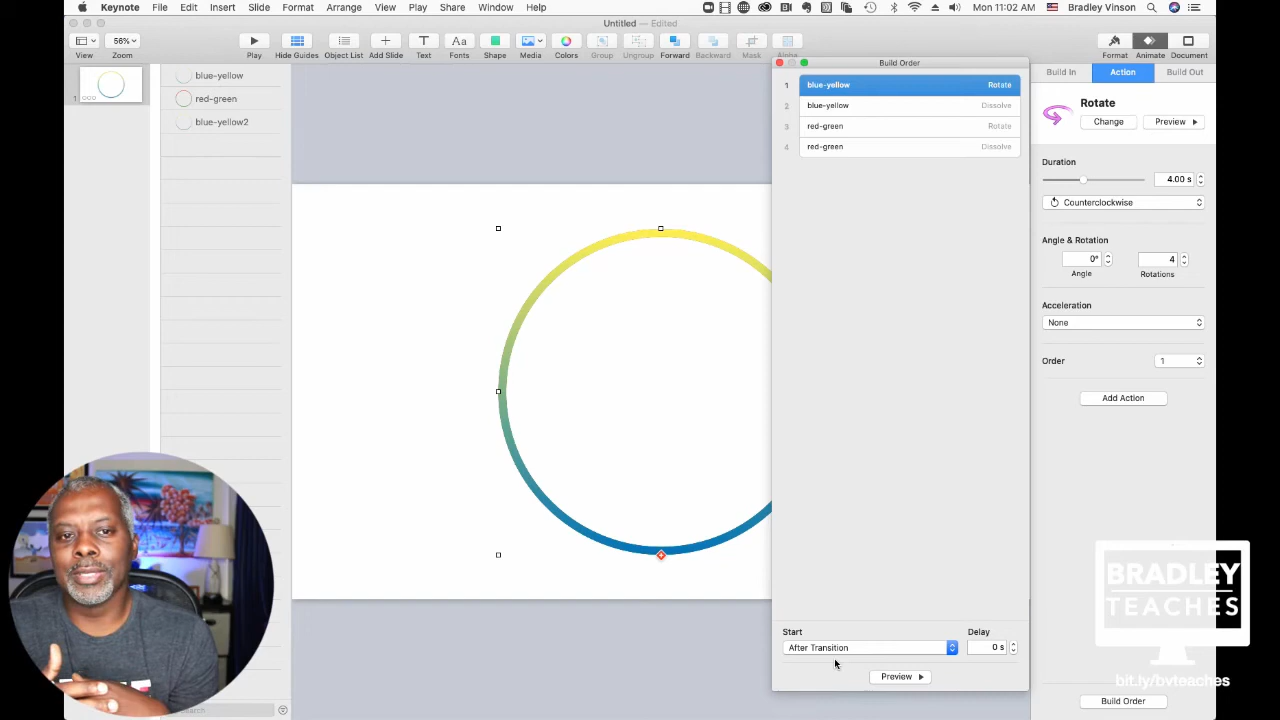 Keynote File Edit Insert Slide Format Arrange View Play Share Window Help Mon 11:02 AM Bradley Vinson
Untitled — Edited
56%
View Zoom Play Hide Guides Object List Add Slide Text Fonts Shape Media Colors Group Ungroup Forward Backward Mask Alpha Format Animate Document
Build Order
Build In Action Build Out
1
blue-yellow
red-green
blue-yellow2
1 blue-yellow Rotate
2 blue-yellow Dissolve
3 red-green Rotate
4 red-green Dissolve
Rotate
Change Preview
Duration
4.00 s
Counterclockwise
Angle & Rotation
0° 4
Angle Rotations
Acceleration
None
Order 1
Add Action
Start Delay
After Transition 0 s
Preview
Build Order
Search
BRADLEY
TEACHES
bit.ly/bvteaches